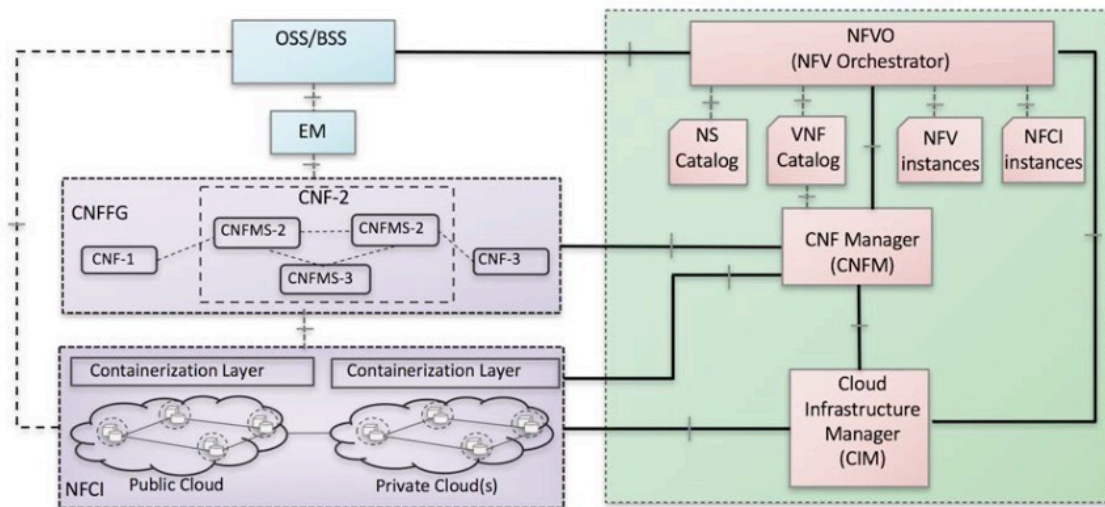 OSS/BSS
NFVO
(NFV Orchestrator)
EM
NS
Catalog
VNF
Catalog
NFV
instances
NFCI
instances
CNFFG
CNF-2
CNFMS-2
CNFMS-2
CNF-1
CNFMS-3
CNF-3
CNF Manager
(CNFM)
Containerization Layer
Containerization Layer
Cloud
Infrastructure
Manager
(CIM)
NFCI
Public Cloud
Private Cloud(s)